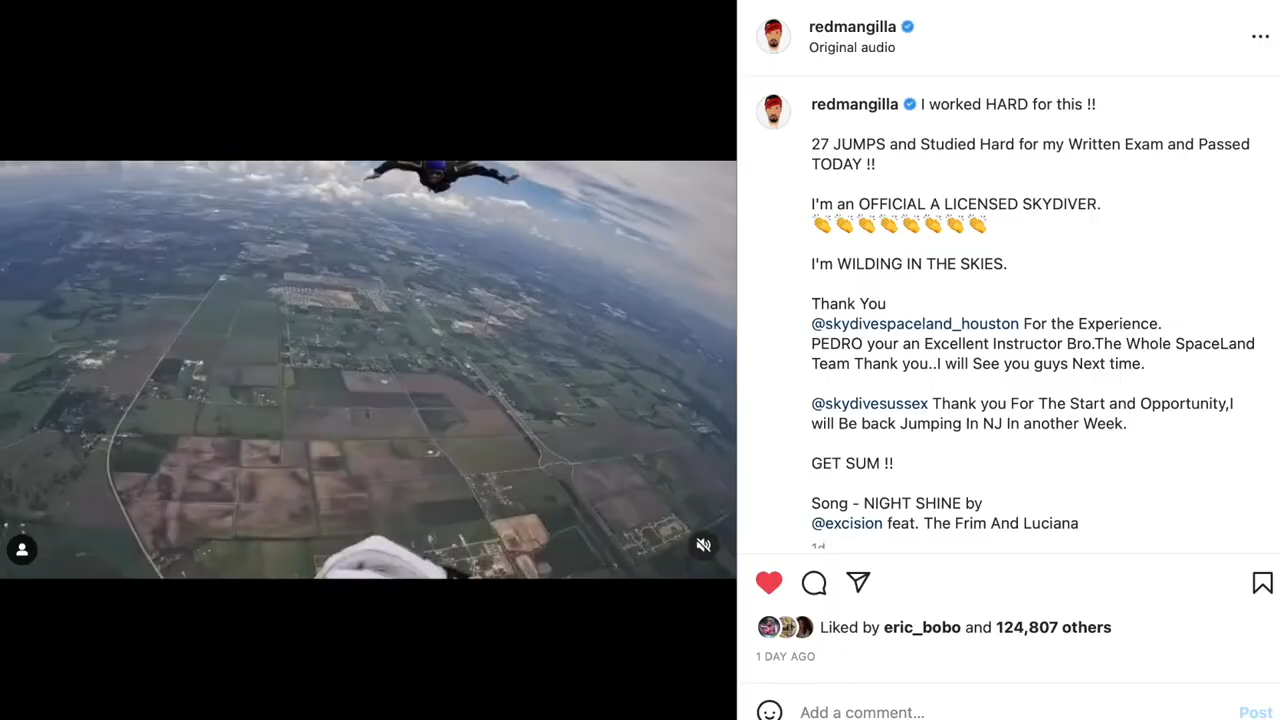 redmangilla
Original audio
redmangilla I worked HARD for this !!
27 JUMPS and Studied Hard for my Written Exam and Passed
TODAY !!
I'm an OFFICIAL A LICENSED SKYDIVER.
👏👏👏👏👏👏👏👏
I'm WILDING IN THE SKIES.
Thank You
@skydivespaceland_houston For the Experience.
PEDRO your an Excellent Instructor Bro.The Whole SpaceLand
Team Thank you..I will See you guys Next time.
@skydivesussex Thank you For The Start and Opportunity,I
will Be back Jumping In NJ In another Week.
GET SUM !!
Song - NIGHT SHINE by
@excision feat. The Frim And Luciana
1d
Liked by eric_bobo and 124,807 others
1 DAY AGO
Add a comment...
Post